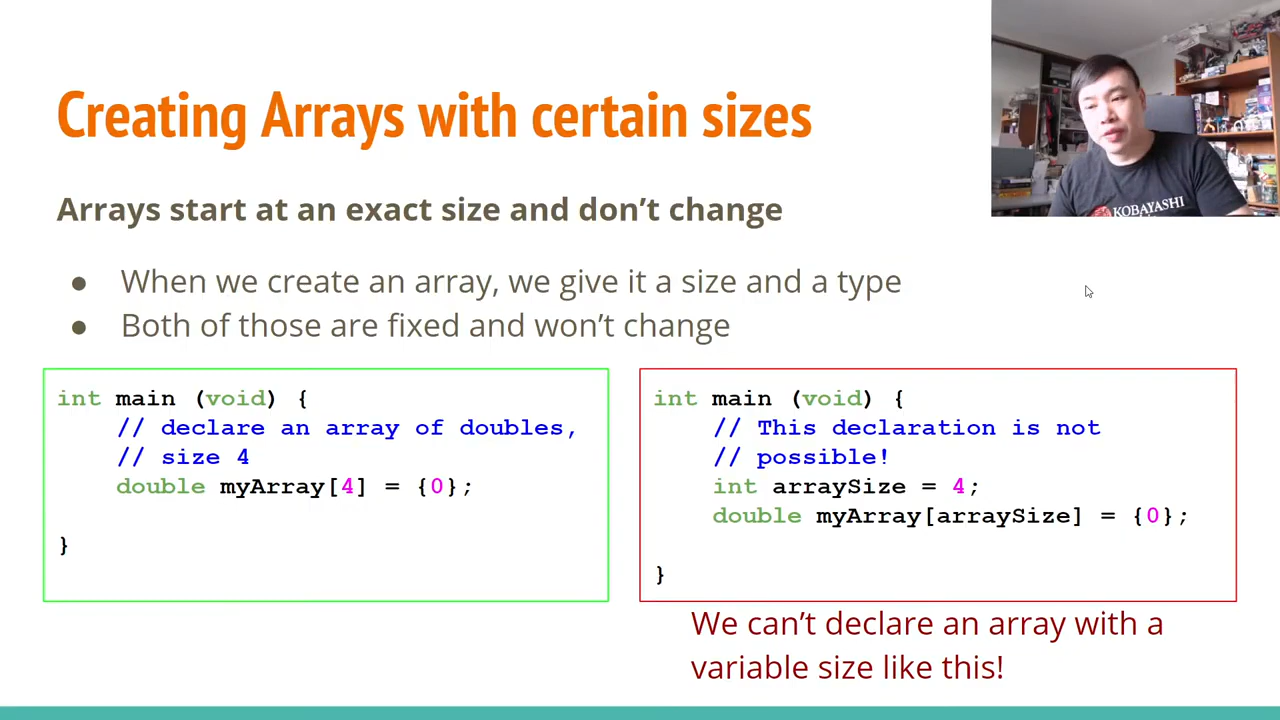 Creating Arrays with certain sizes
KOBAYASHI
Arrays start at an exact size and don't change
● When we create an array, we give it a size and a type
● Both of those are fixed and won't change
int main (void) {
// declare an array of doubles,
// size 4
double myArray[4] = {0};
}
int main (void) {
// This declaration is not
// possible!
int arraySize = 4;
double myArray[arraySize] = {0};
}
We can't declare an array with a
variable size like this!